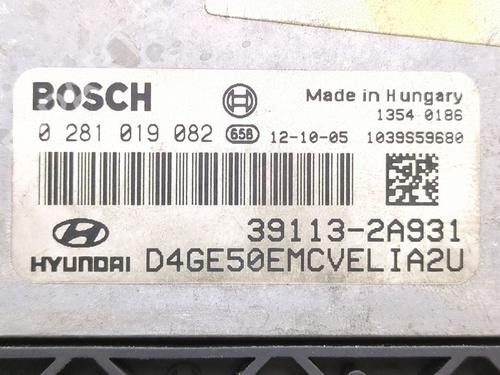 BOSCH
Made in Hungary
1354 0186
0 281 019 082 658 12-10-05 1039S59680
39113-2A931
HYUNDAI D4GE50EMCVELIA2U